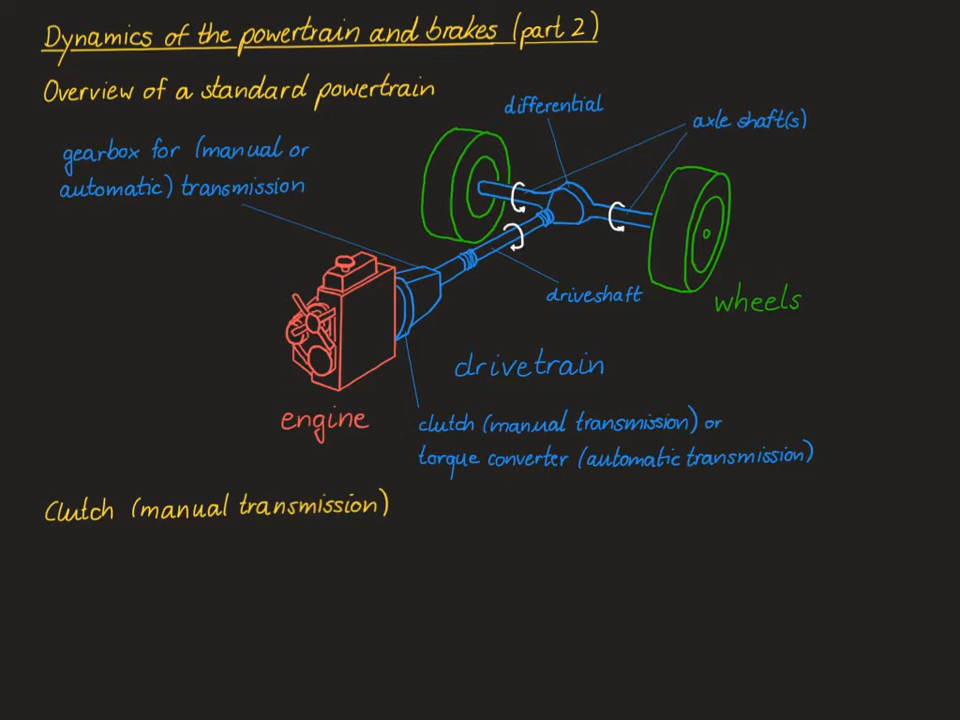 Dynamics of the powertrain and brakes (part 2)
Overview of a standard powertrain
differential
axle shaft(s)
gearbox for (manual or
automatic) transmission
driveshaft
wheels
drivetrain
engine
clutch (manual transmission) or
torque converter (automatic transmission)
Clutch (manual transmission)